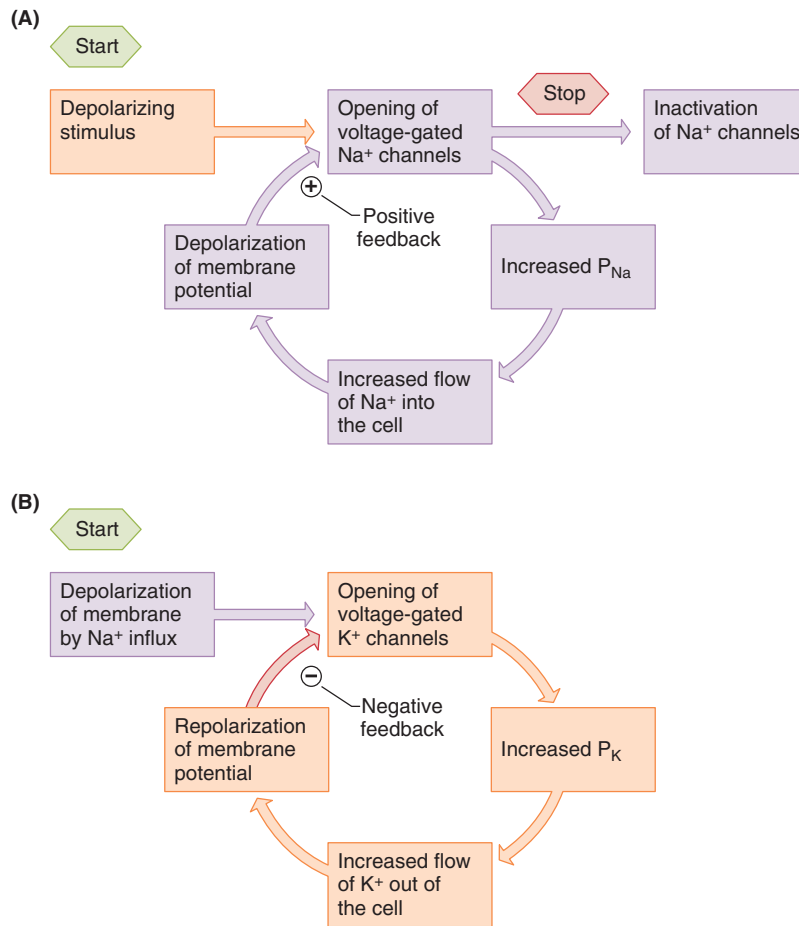 (A)
Start
Depolarizing
stimulus
Opening of
voltage-gated
Na⁺ channels
Stop
Inactivation
of Na⁺ channels
+
Positive
feedback
Depolarization
of membrane
potential
Increased P_Na
Increased flow
of Na⁺ into
the cell
(B)
Start
Depolarization
of membrane
by Na⁺ influx
Opening of
voltage-gated
K⁺ channels
−
Negative
feedback
Repolarization
of membrane
potential
Increased P_K
Increased flow
of K⁺ out of
the cell